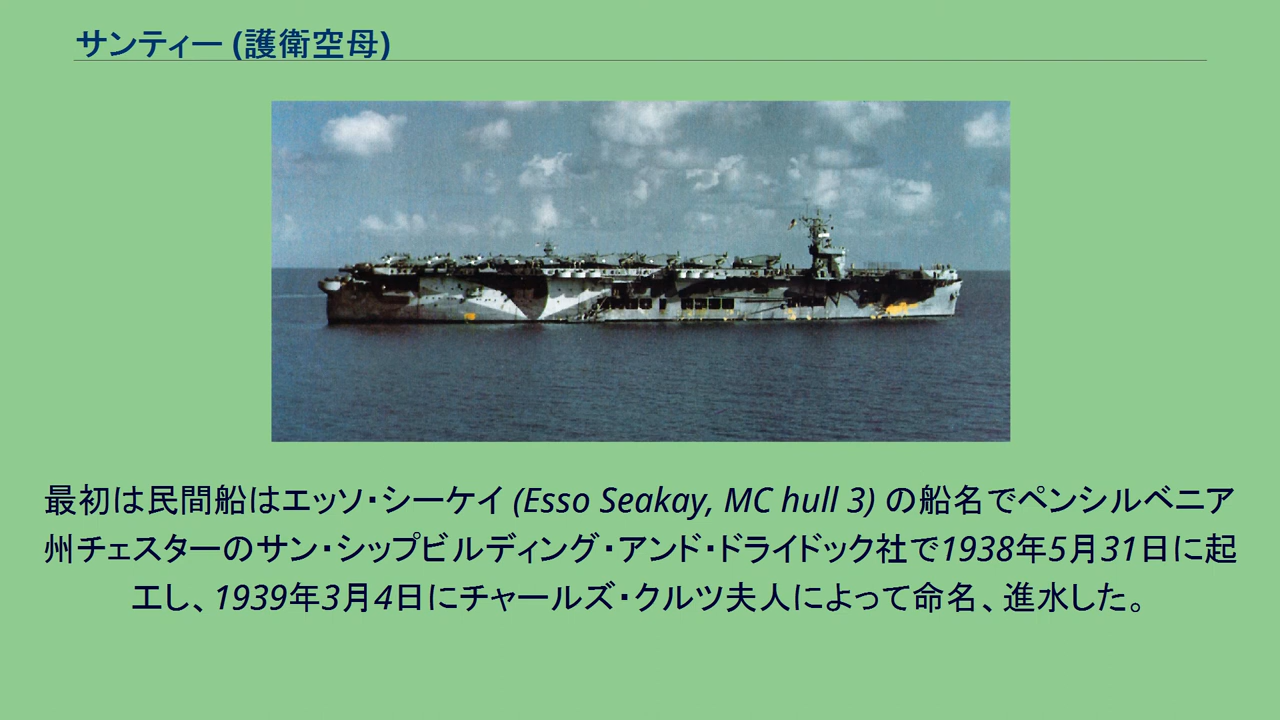 サンティー (護衛空母)
最初は民間船はエッソ・シーケイ (Esso Seakay, MC hull 3) の船名でペンシルベニア
州チェスターのサン・シップビルディング・アンド・ドライドック社で1938年5月31日に起
工し、1939年3月4日にチャールズ・クルツ夫人によって命名、進水した。